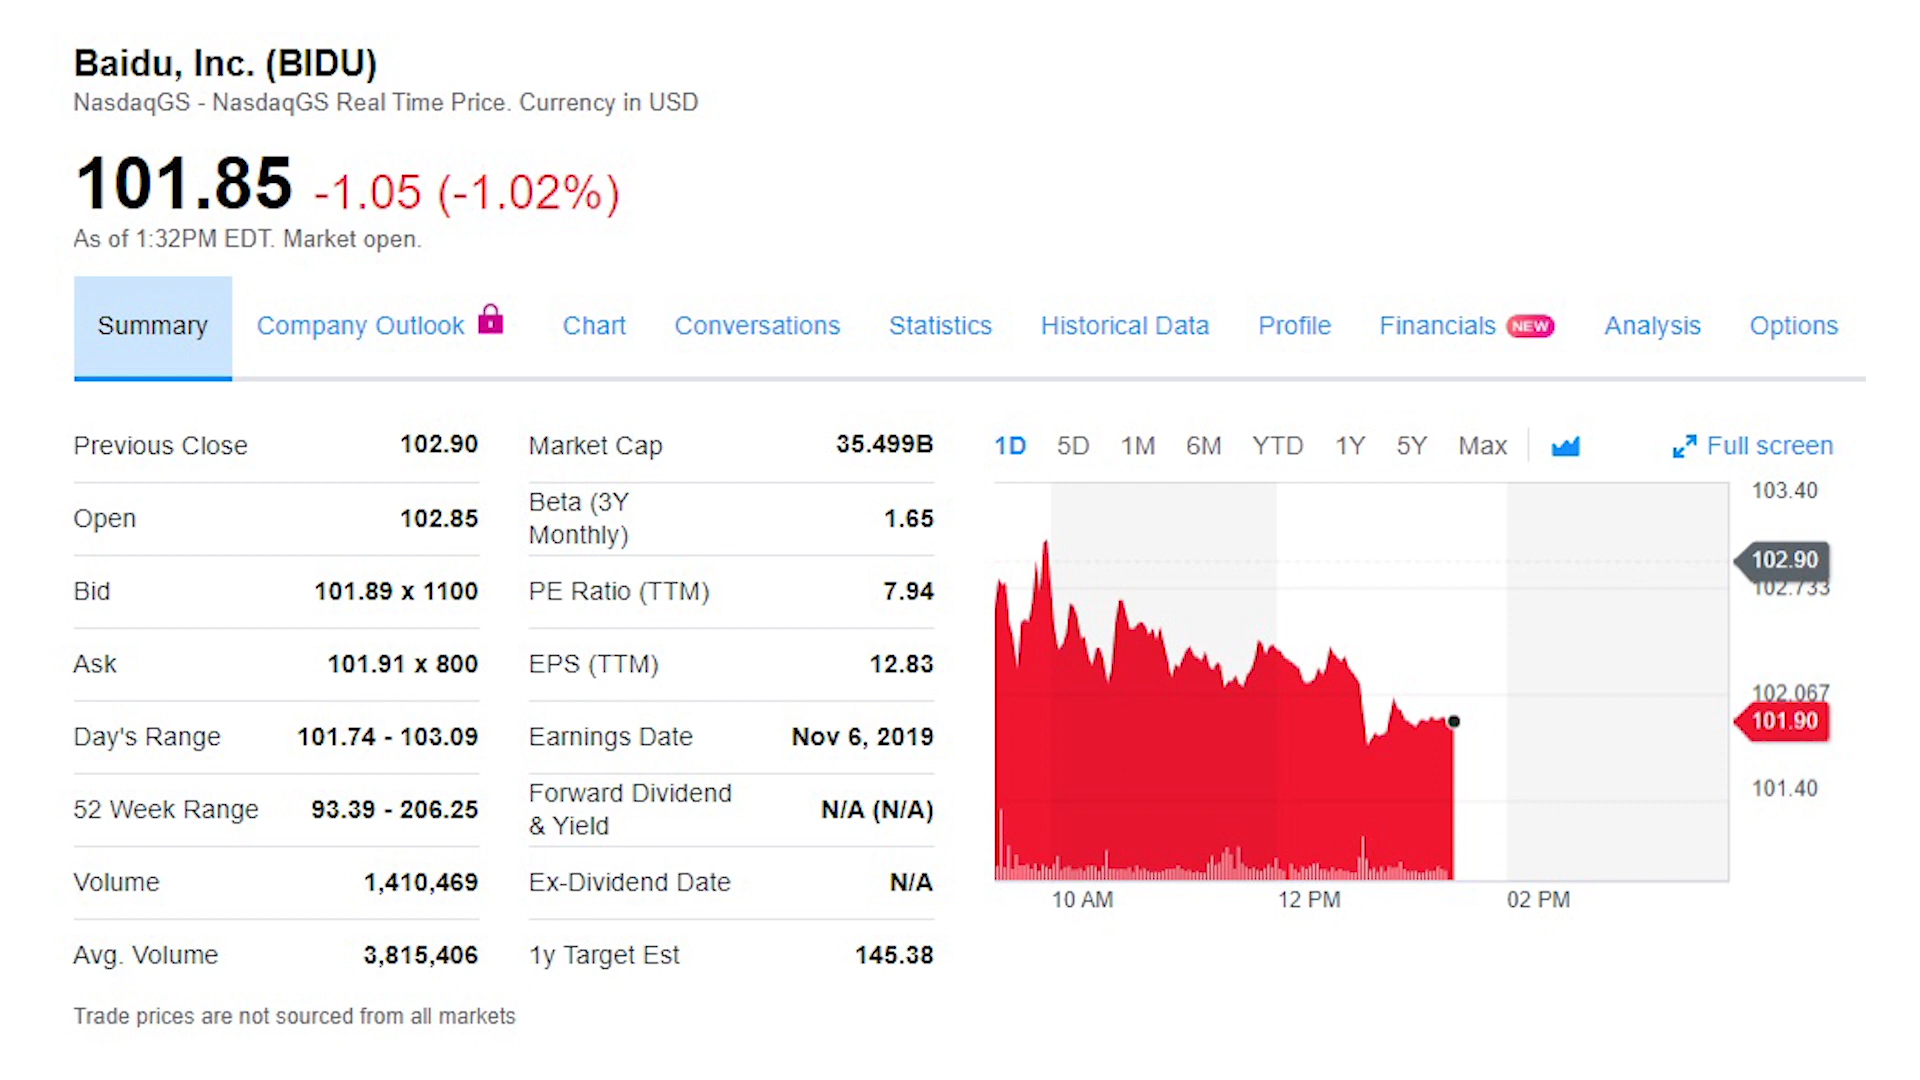 Baidu, Inc. (BIDU)
NasdaqGS - NasdaqGS Real Time Price. Currency in USD
101.85 -1.05 (-1.02%)
As of 1:32PM EDT. Market open.
Summary Company Outlook Chart Conversations Statistics Historical Data Profile Financials NEW Analysis Options
Previous Close 102.90
Open 102.85
Bid 101.89 x 1100
Ask 101.91 x 800
Day's Range 101.74 - 103.09
52 Week Range 93.39 - 206.25
Volume 1,410,469
Avg. Volume 3,815,406
Market Cap 35.499B
Beta (3Y
Monthly) 1.65
PE Ratio (TTM) 7.94
EPS (TTM) 12.83
Earnings Date Nov 6, 2019
Forward Dividend
& Yield N/A (N/A)
Ex-Dividend Date N/A
1y Target Est 145.38
1D 5D 1M 6M YTD 1Y 5Y Max Full screen
103.40
102.90
102.733
102.067
101.90
101.40
10 AM 12 PM 02 PM
Trade prices are not sourced from all markets